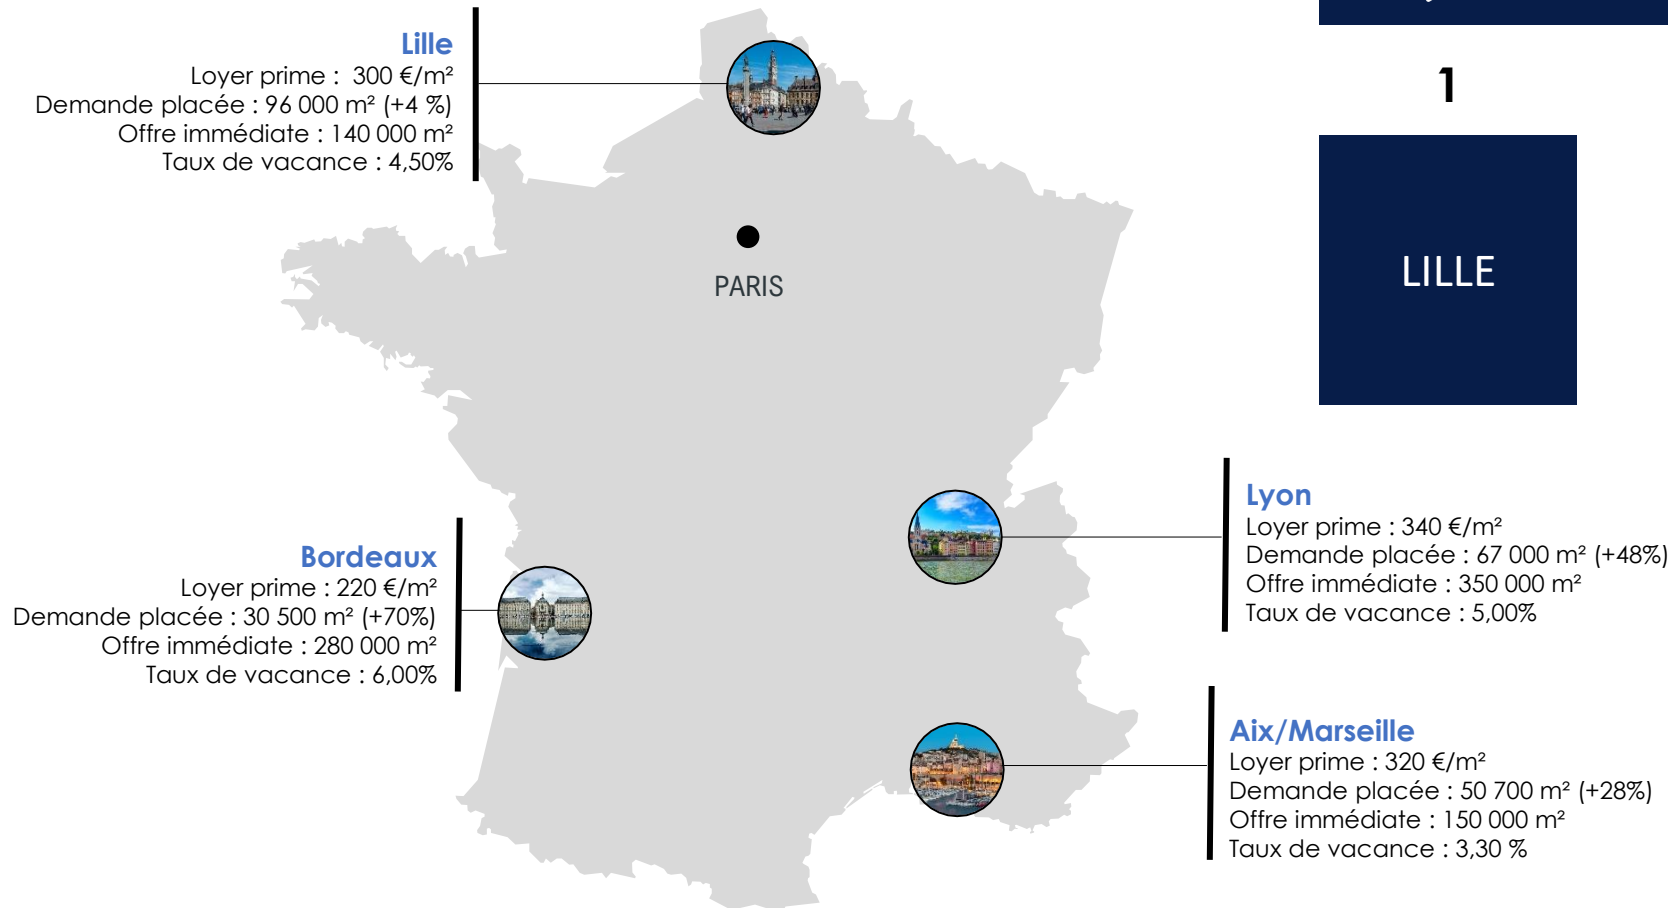 Lille
Loyer prime : 300 €/m²
Demande placée : 96 000 m² (+4 %)
Offre immédiate : 140 000 m²
Taux de vacance : 4,50%
1
LILLE
PARIS
Bordeaux
Loyer prime : 220 €/m²
Demande placée : 30 500 m² (+70%)
Offre immédiate : 280 000 m²
Taux de vacance : 6,00%
Lyon
Loyer prime : 340 €/m²
Demande placée : 67 000 m² (+48%)
Offre immédiate : 350 000 m²
Taux de vacance : 5,00%
Aix/Marseille
Loyer prime : 320 €/m²
Demande placée : 50 700 m² (+28%)
Offre immédiate : 150 000 m²
Taux de vacance : 3,30 %